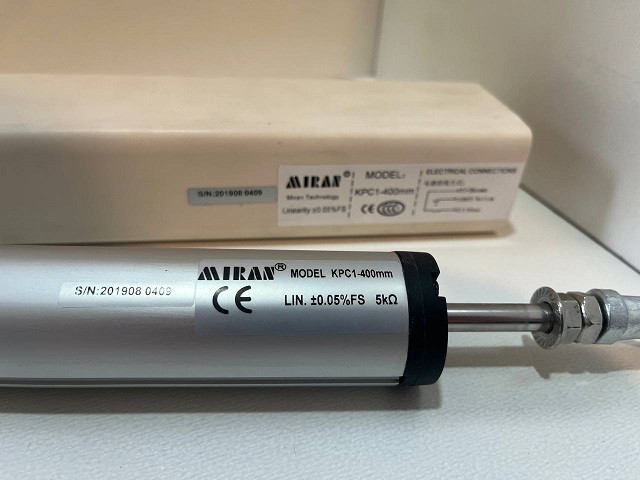 S/N:201908 0409
MIRAN
Miran Technology
Linearity ±0.05%FS
MODEL:
KPC1-400mm
ELECTRICAL CONNECTIONS
S/N:201908 0409
MIRAN® MODEL KPC1-400mm
CE LIN. ±0.05%FS 5kΩ